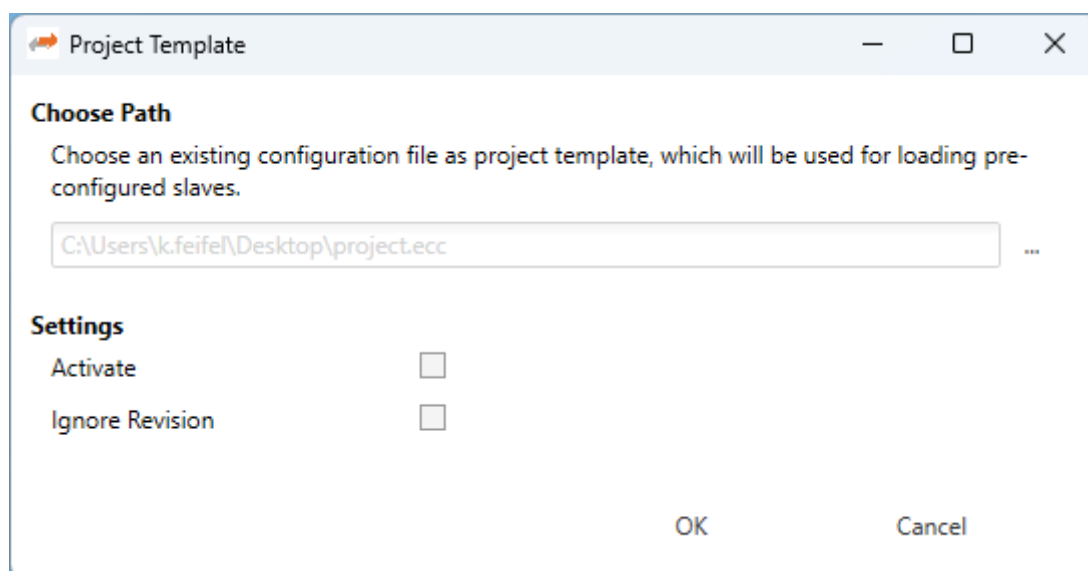 Project Template
Choose Path
Choose an existing configuration file as project template, which will be used for loading pre-
configured slaves.
C:\Users\k.feifel\Desktop\project.ecc
...
Settings
Activate
Ignore Revision
OK Cancel